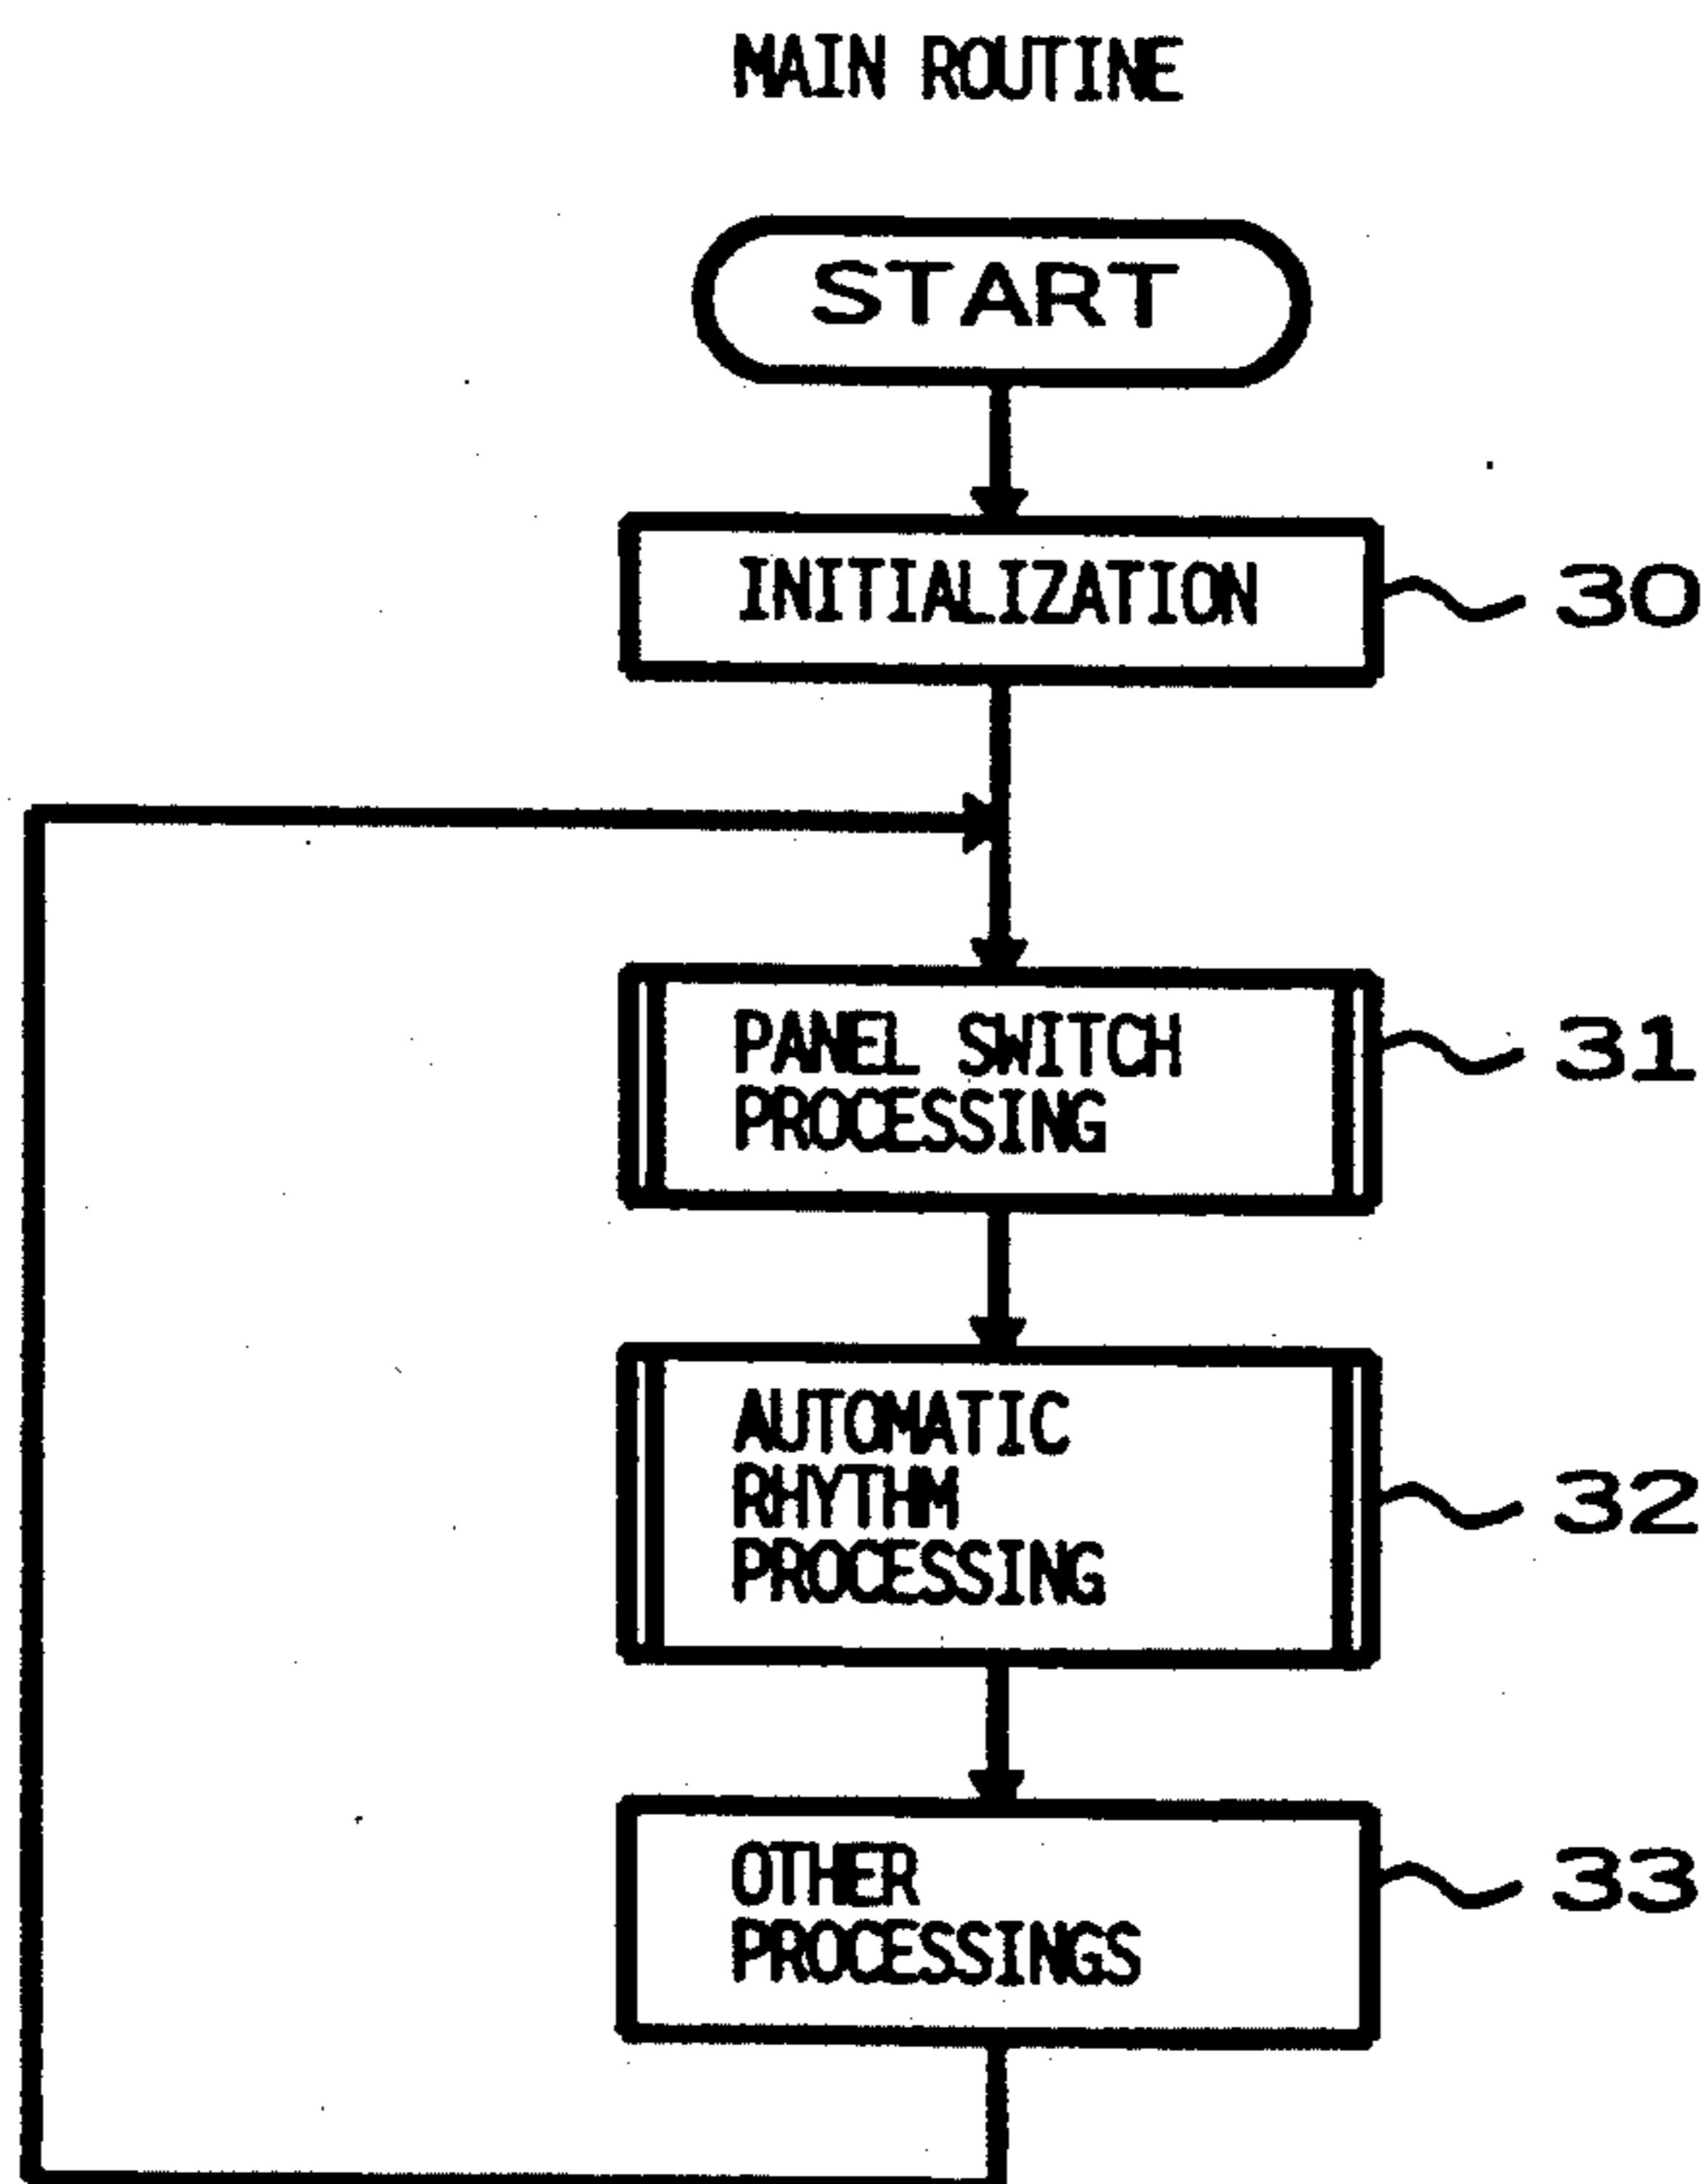 MAIN ROUTINE
START
INITIALIZATION
30
PANEL SWITCH
PROCESSING
31
AUTOMATIC
RHYTHM
PROCESSING
32
OTHER
PROCESSINGS
33